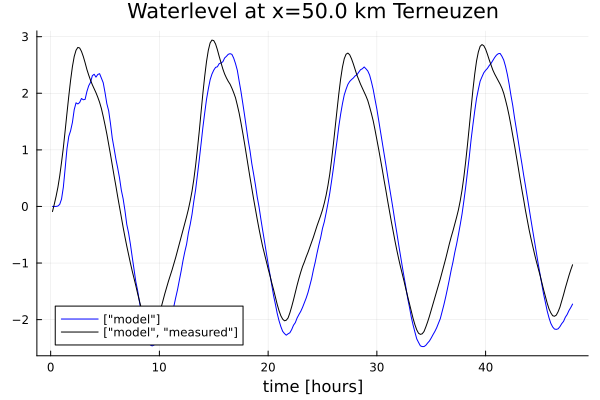 Waterlevel at x=50.0 km Terneuzen
3
2
1
0
−1
−2
["model"]
["model", "measured"]
0
10
20
30
40
time [hours]